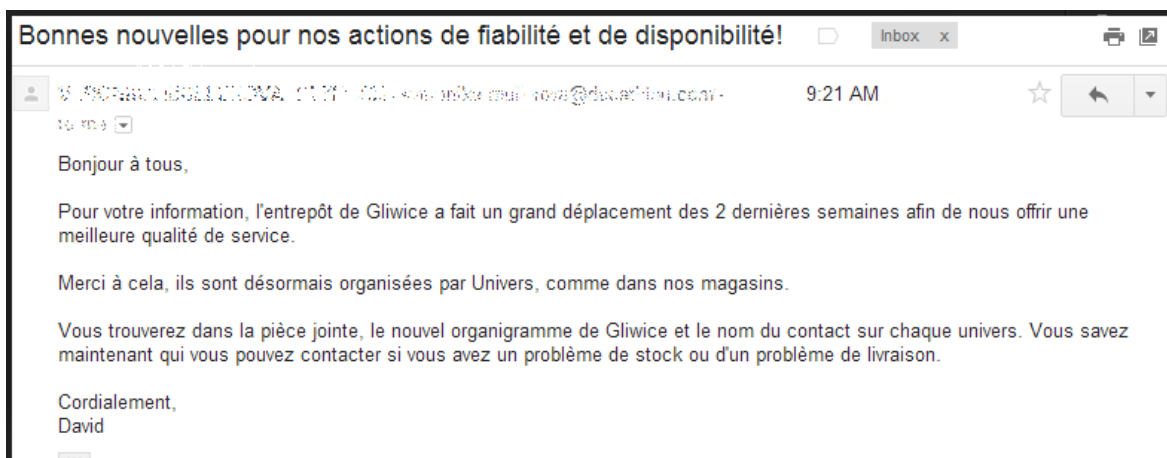 Bonnes nouvelles pour nos actions de fiabilité et de disponibilité!
Inbox x
9:21 AM
Bonjour à tous,
Pour votre information, l'entrepôt de Gliwice a fait un grand déplacement des 2 dernières semaines afin de nous offrir une
meilleure qualité de service.
Merci à cela, ils sont désormais organisées par Univers, comme dans nos magasins.
Vous trouverez dans la pièce jointe, le nouvel organigramme de Gliwice et le nom du contact sur chaque univers. Vous savez
maintenant qui vous pouvez contacter si vous avez un problème de stock ou d'un problème de livraison.
Cordialement,
David